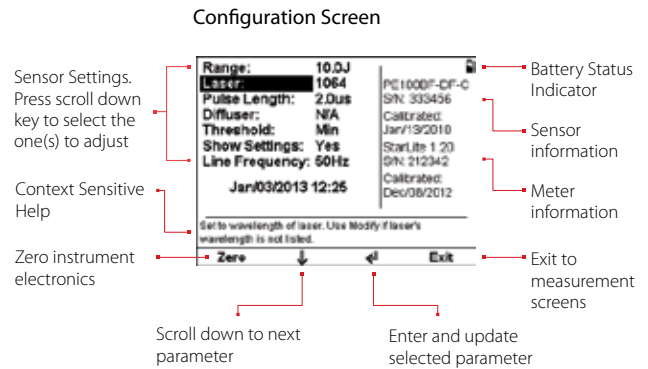 Configuration Screen
Sensor Settings.
Press scroll down
key to select the
one(s) to adjust
Context Sensitive
Help
Zero instrument
electronics
Range: 10.0J
Laser: 1064
Pulse Length: 2.0us
Diffuser: N/A
Threshold: Min
Show Settings: Yes
Line Frequency: 50Hz
Jan/03/2013 12:25
PE100BF-DF-C
S/N: 333456
Calibrated:
Jan/13/2010
StarLite 1.20
S/N: 212342
Calibrated:
Dec/08/2012
Set to wavelength of laser. Use Modify if laser's
wavelength is not listed.
Zero ↓ ↵ Exit
Battery Status
Indicator
Sensor
information
Meter
information
Exit to
measurement
screens
Scroll down to next
parameter
Enter and update
selected parameter